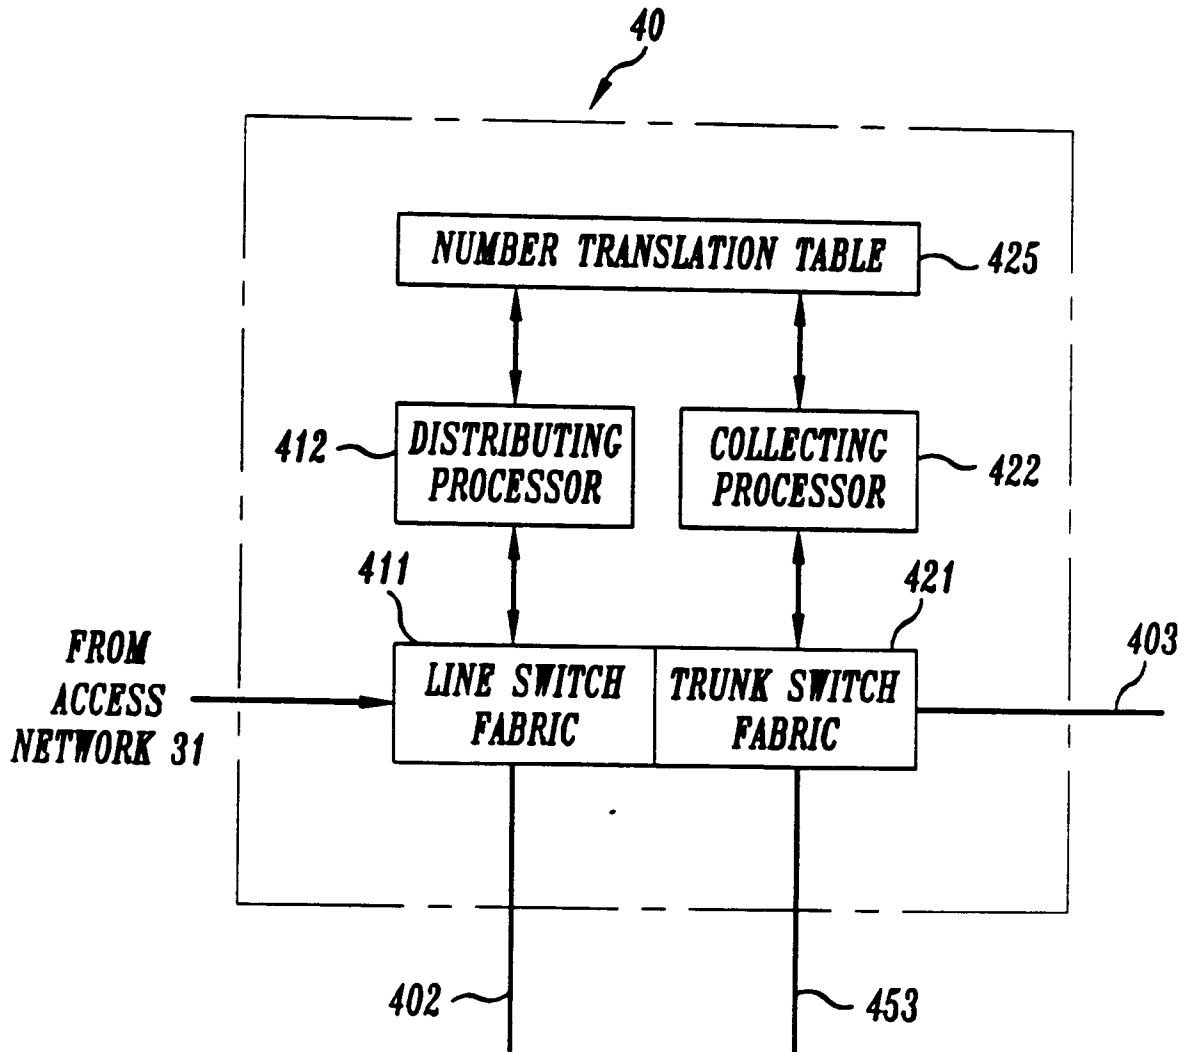 40
NUMBER TRANSLATION TABLE
425
412
DISTRIBUTING
PROCESSOR
COLLECTING
PROCESSOR
422
411
421
FROM
ACCESS
NETWORK 31
LINE SWITCH
FABRIC
TRUNK SWITCH
FABRIC
403
402
453